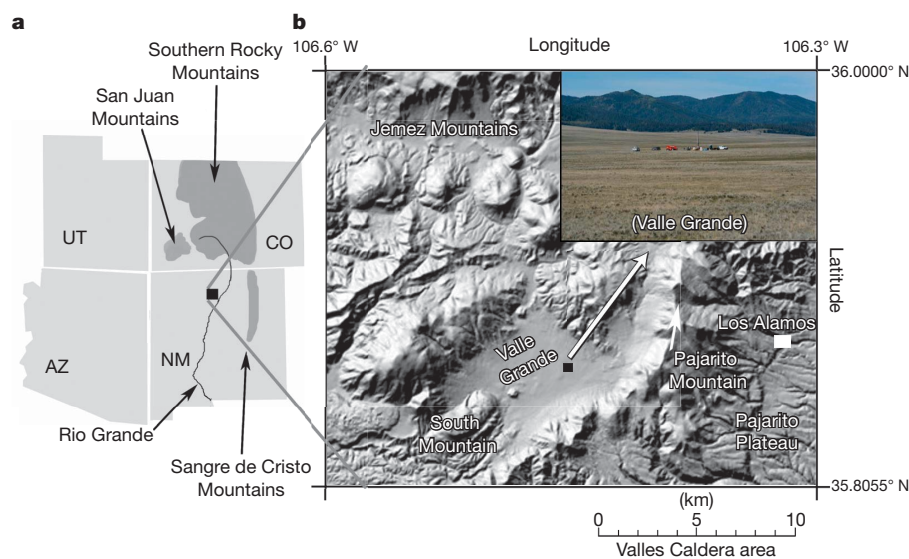 a
Southern Rocky
Mountains
San Juan
Mountains
UT
CO
AZ
NM
Rio Grande
Sangre de Cristo
Mountains
b
106.6° W
Longitude
106.3° W
36.0000° N
Jemez Mountains
(Valle Grande)
Latitude
Los Alamos
Valle
Grande
Pajarito
Mountain
South
Mountain
Pajarito
Plateau
35.8055° N
(km)
0 5 10
Valles Caldera area